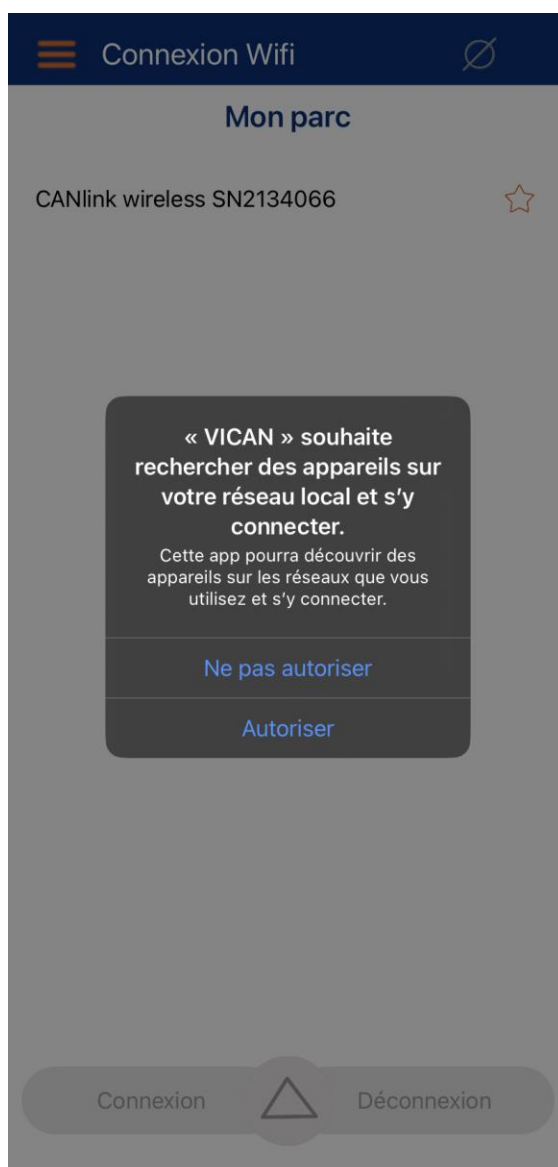 Connexion Wifi
Mon parc
CANlink wireless SN2134066
« VICAN » souhaite
rechercher des appareils sur
votre réseau local et s’y
connecter.
Cette app pourra découvrir des
appareils sur les réseaux que vous
utilisez et s’y connecter.
Ne pas autoriser
Autoriser
Connexion
Déconnexion